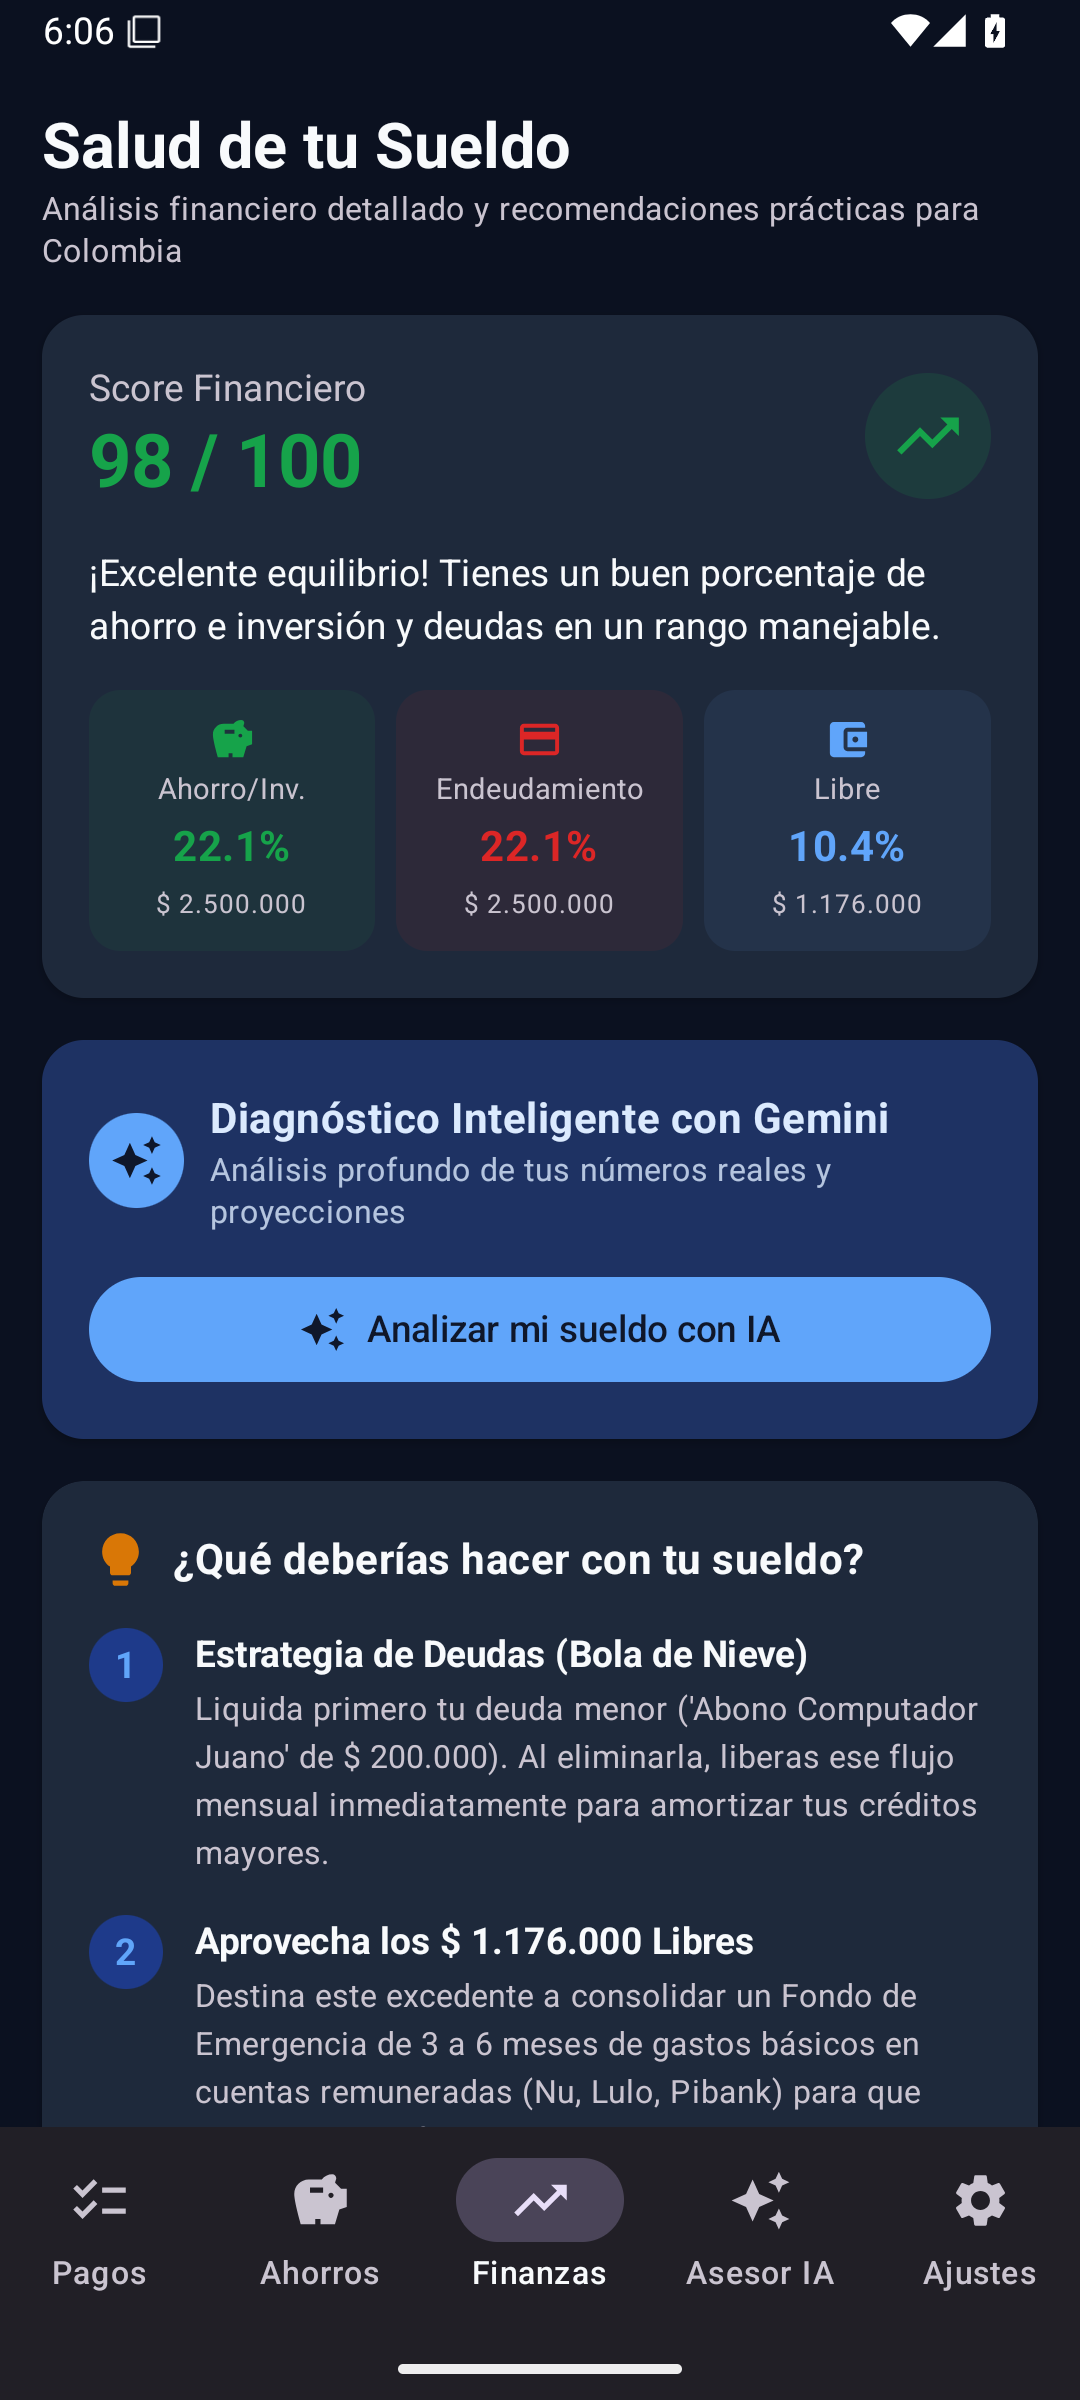 6:06
Salud de tu Sueldo
Análisis financiero detallado y recomendaciones prácticas para
Colombia
Score Financiero
98 / 100
¡Excelente equilibrio! Tienes un buen porcentaje de
ahorro e inversión y deudas en un rango manejable.
Ahorro/Inv.
22.1%
$ 2.500.000
Endeudamiento
22.1%
$ 2.500.000
Libre
10.4%
$ 1.176.000
Diagnóstico Inteligente con Gemini
Análisis profundo de tus números reales y
proyecciones
Analizar mi sueldo con IA
¿Qué deberías hacer con tu sueldo?
1
Estrategia de Deudas (Bola de Nieve)
Liquida primero tu deuda menor ('Abono Computador
Juano' de $ 200.000). Al eliminarla, liberas ese flujo
mensual inmediatamente para amortizar tus créditos
mayores.
2
Aprovecha los $ 1.176.000 Libres
Destina este excedente a consolidar un Fondo de
Emergencia de 3 a 6 meses de gastos básicos en
cuentas remuneradas (Nu, Lulo, Pibank) para que
Pagos
Ahorros
Finanzas
Asesor IA
Ajustes